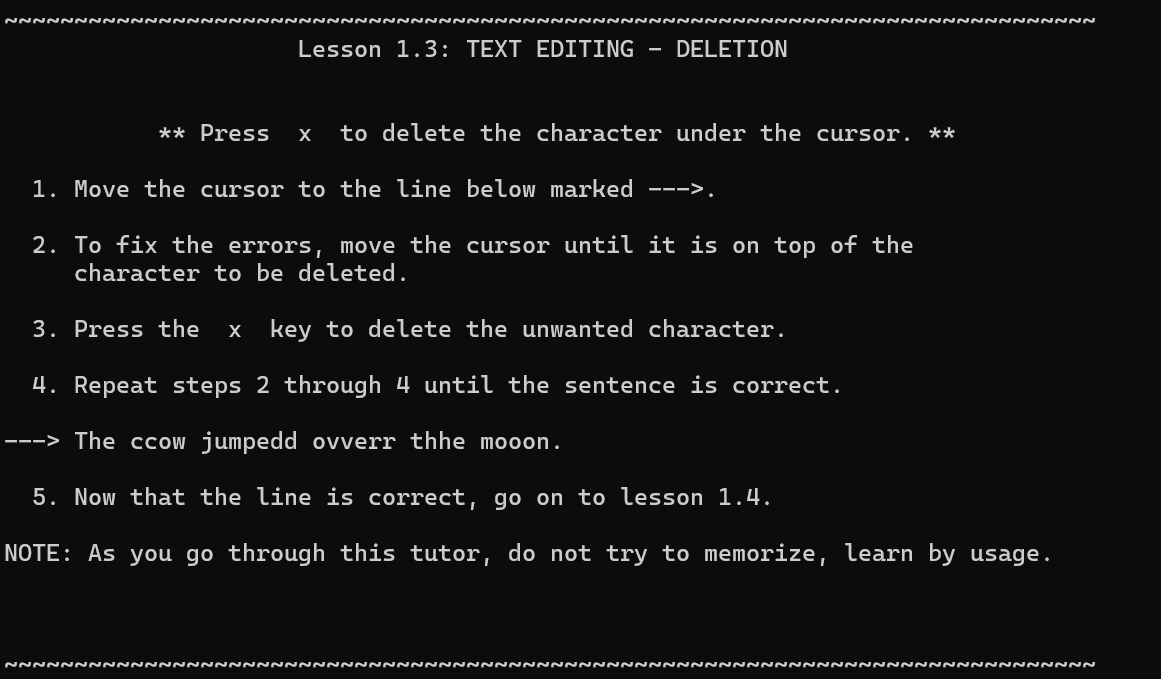 ~~~~~~~~~~~~~~~~~~~~~~~~~~~~~~~~~~~~~~~~~~~~~~~~~~~~~~~~~~~~~~~~~~~~~~~~~~~~~~
Lesson 1.3: TEXT EDITING - DELETION
** Press  x  to delete the character under the cursor. **
1. Move the cursor to the line below marked --->.
2. To fix the errors, move the cursor until it is on top of the
character to be deleted.
3. Press the  x  key to delete the unwanted character.
4. Repeat steps 2 through 4 until the sentence is correct.
---> The ccow jumpedd ovverr thhe mooon.
5. Now that the line is correct, go on to lesson 1.4.
NOTE: As you go through this tutor, do not try to memorize, learn by usage.
~~~~~~~~~~~~~~~~~~~~~~~~~~~~~~~~~~~~~~~~~~~~~~~~~~~~~~~~~~~~~~~~~~~~~~~~~~~~~~